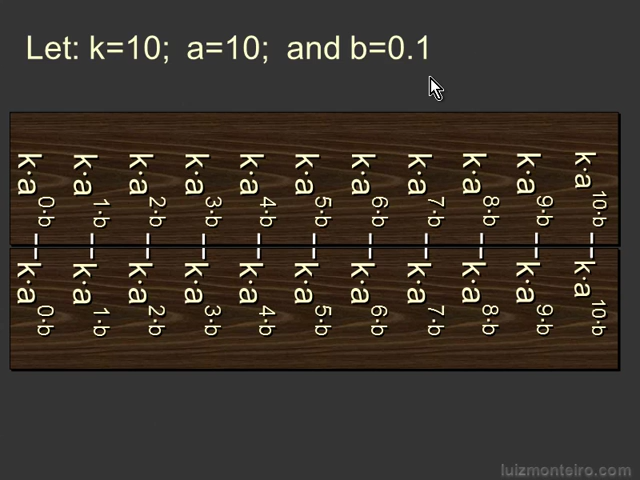 Let: k=10; a=10; and b=0.1
k·a^0·b k·a^1·b k·a^2·b k·a^3·b k·a^4·b k·a^5·b k·a^6·b k·a^7·b k·a^8·b k·a^9·b k·a^10·b
k·a^0·b k·a^1·b k·a^2·b k·a^3·b k·a^4·b k·a^5·b k·a^6·b k·a^7·b k·a^8·b k·a^9·b k·a^10·b
luizmonteiro.com